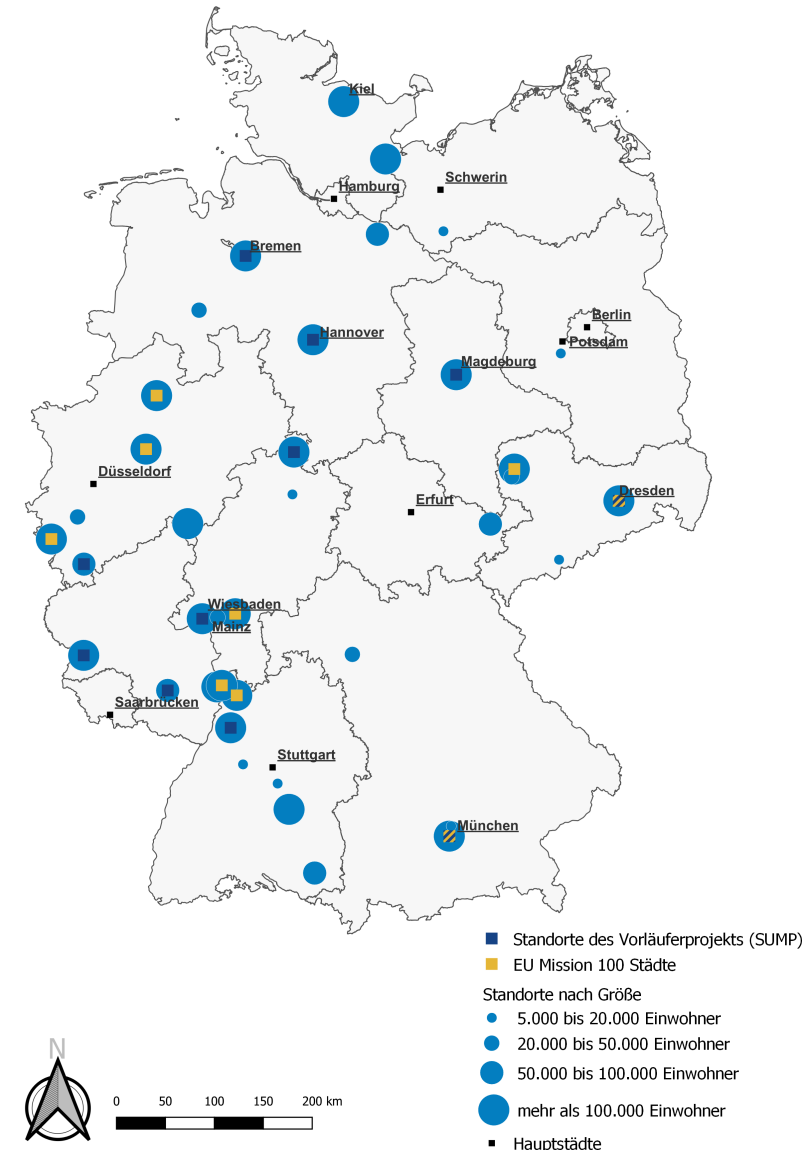 Kiel
Hamburg
Schwerin
Bremen
Hannover
Berlin
Potsdam
Magdeburg
Düsseldorf
Dresden
Erfurt
Wiesbaden
Mainz
Saarbrücken
Stuttgart
München
Standorte des Vorläuferprojekts (SUMP)
EU Mission 100 Städte
Standorte nach Größe
5.000 bis 20.000 Einwohner
20.000 bis 50.000 Einwohner
50.000 bis 100.000 Einwohner
mehr als 100.000 Einwohner
Hauptstädte
N
0 50 100 150 200 km